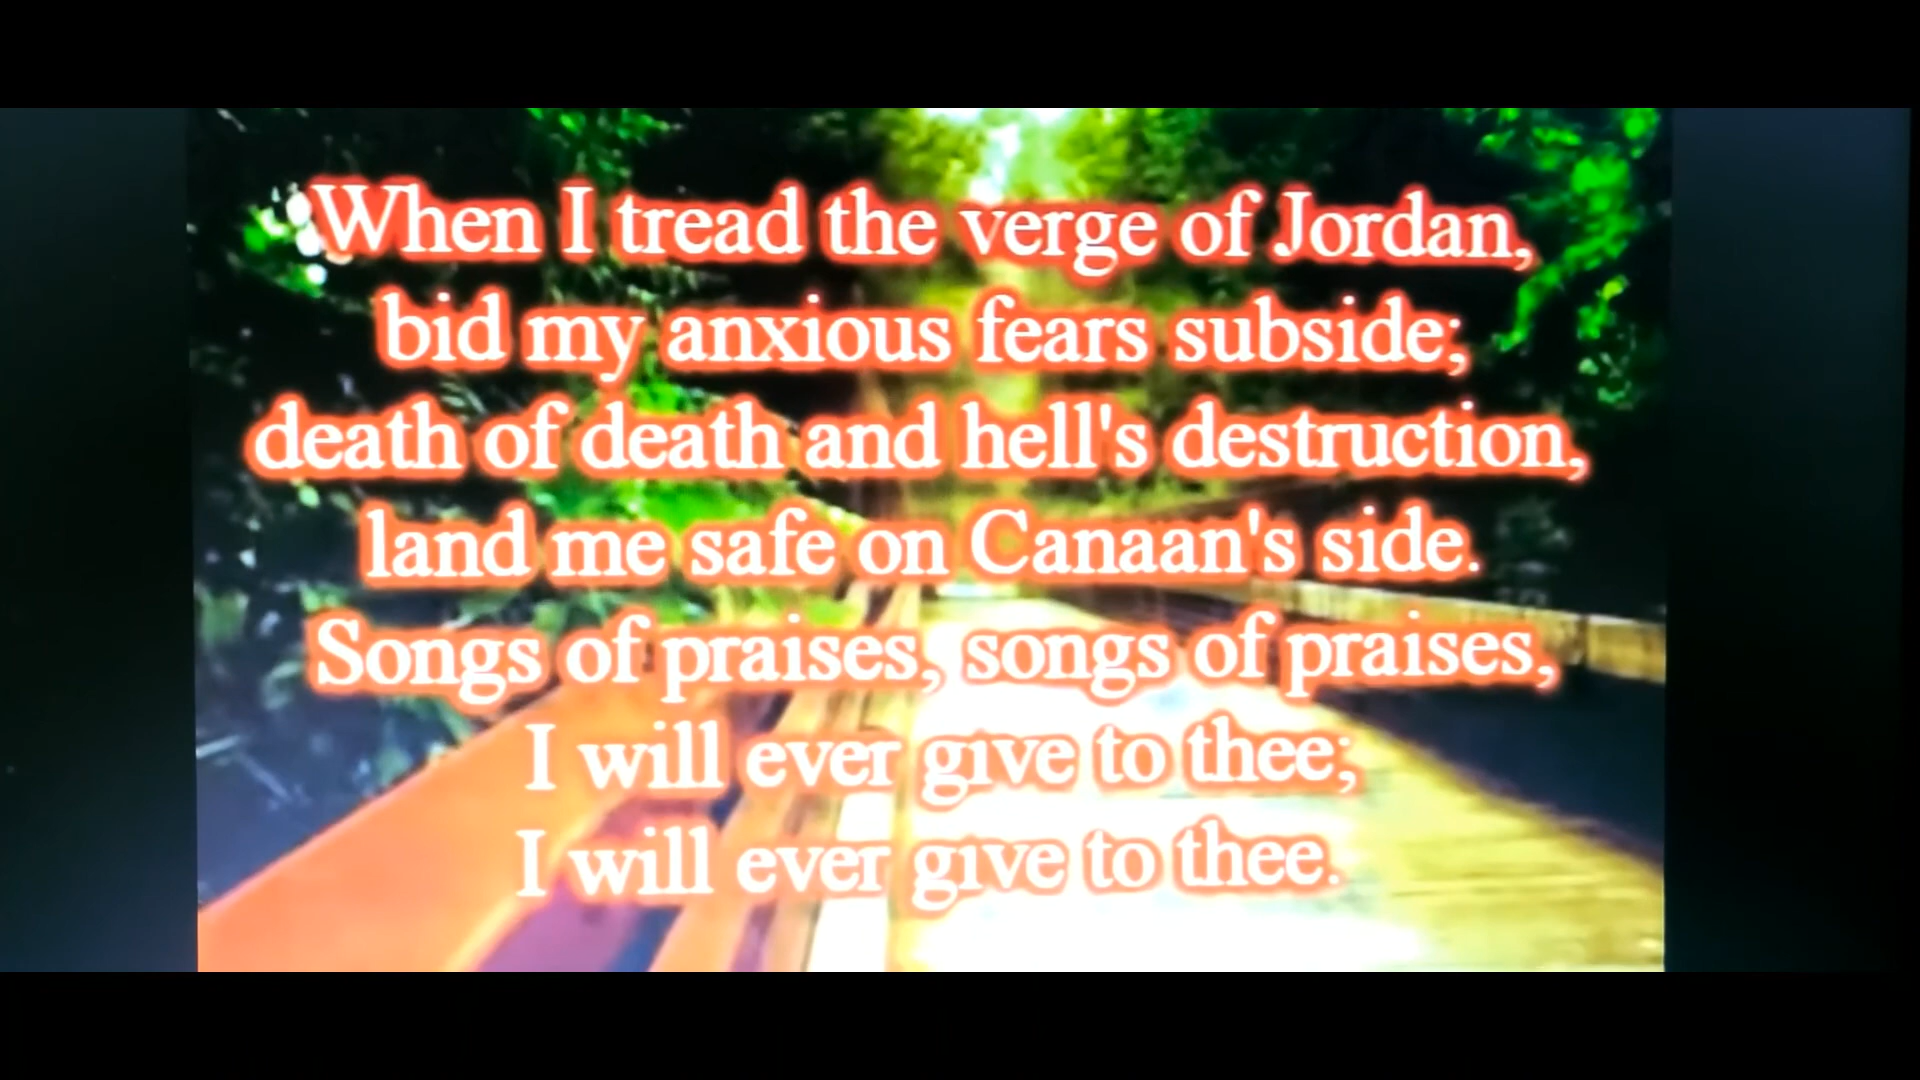 When I tread the verge of Jordan,
bid my anxious fears subside;
death of death and hell's destruction,
land me safe on Canaan's side.
Songs of praises, songs of praises,
I will ever give to thee;
I will ever give to thee.